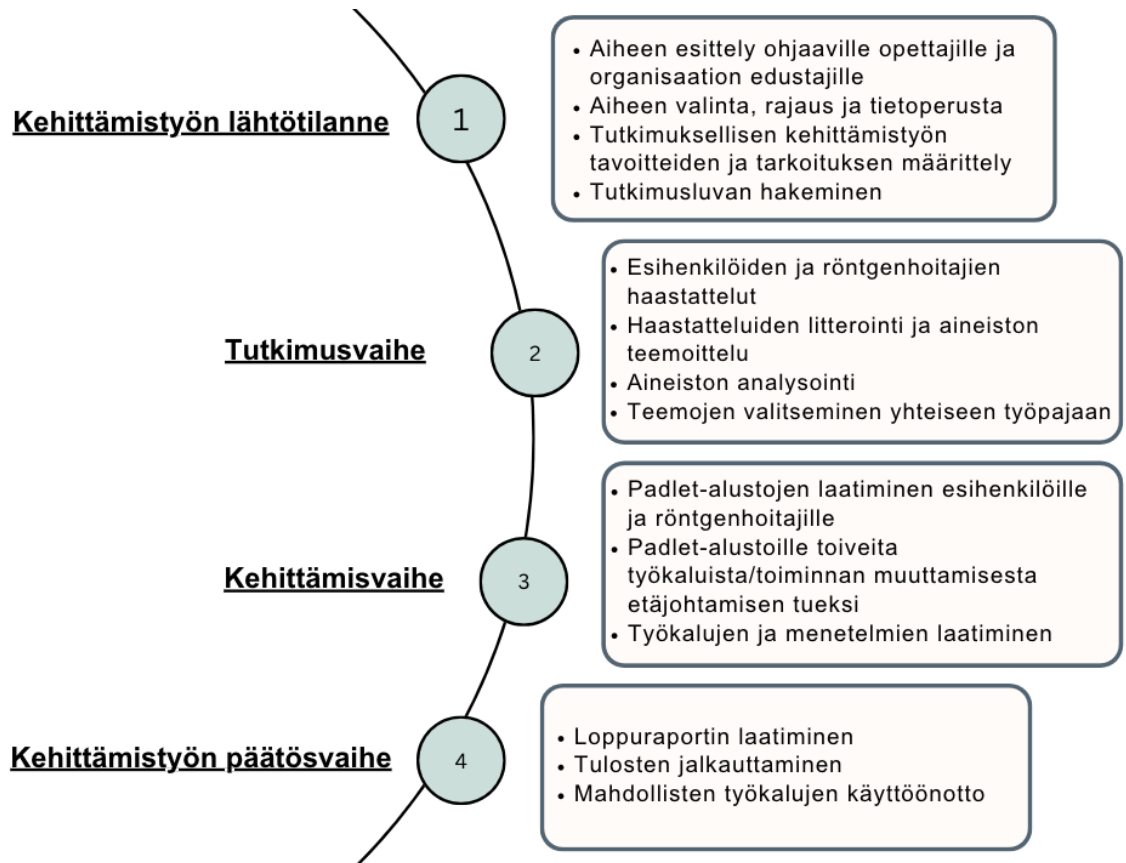 Kehittämistyön lähtötilanne
1
• Aiheen esittely ohjaaville opettajille ja
organisaation edustajille
• Aiheen valinta, rajaus ja tietoperusta
• Tutkimuksellisen kehittämistyön
tavoitteiden ja tarkoituksen määrittely
• Tutkimusluvan hakeminen
Tutkimusvaihe
2
• Esihenkilöiden ja röntgenhoitajien
haastattelut
• Haastatteluiden litterointi ja aineiston
teemoittelu
• Aineiston analysointi
• Teemojen valitseminen yhteiseen työpajaan
Kehittämisvaihe
3
• Padlet-alustojen laatiminen esihenkilöille
ja röntgenhoitajille
• Padlet-alustoille toiveita
työkaluista/toiminnan muuttamisesta
etäjohtamisen tueksi
• Työkalujen ja menetelmien laatiminen
Kehittämistyön päätösvaihe
4
• Loppuraportin laatiminen
• Tulosten jalkauttaminen
• Mahdollisten työkalujen käyttöönotto